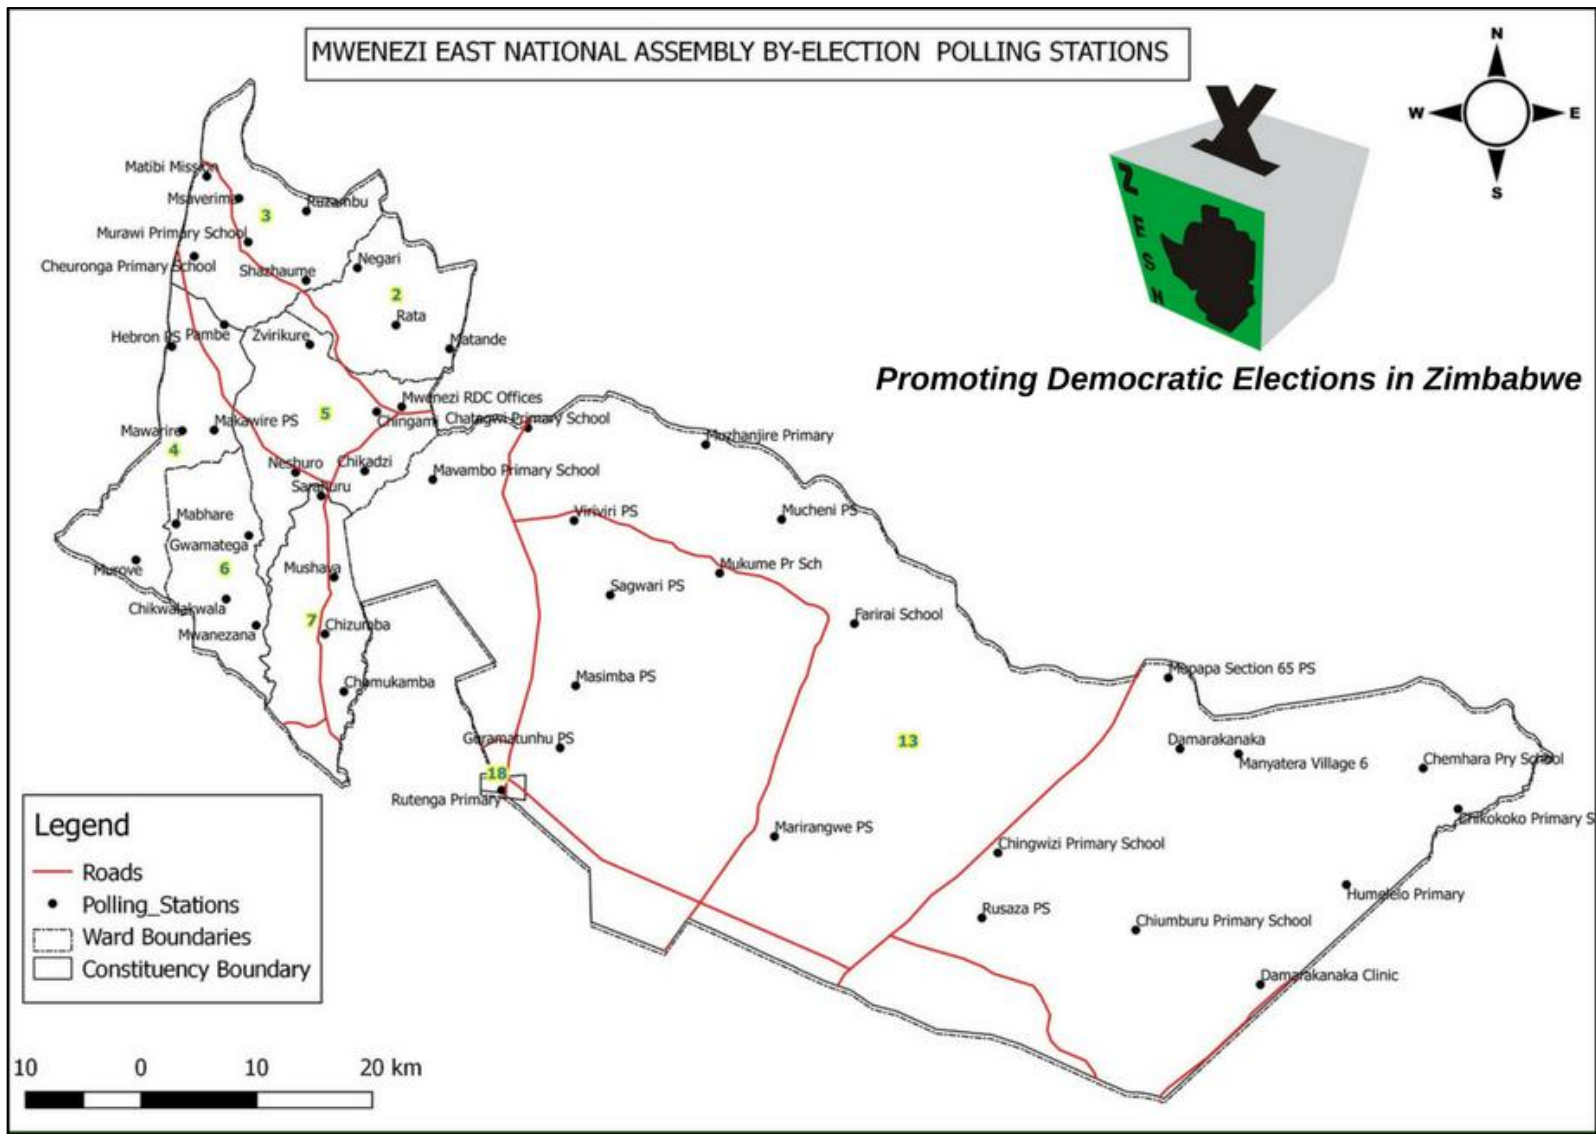 MWENEZI EAST NATIONAL ASSEMBLY BY-ELECTION POLLING STATIONS
N
W
E
S
Z
E
S
N
Promoting Democratic Elections in Zimbabwe
Matibi Mission
Msaverima
Ruzambu
3
Murawi Primary School
Cheuronga Primary School
Shazhaume
Negari
2
Rata
Hebron PS
Pambe
Zvirikure
Matande
Mwenezi RDC Offices
5
Makawire PS
Chingami
Chatngwi Primary School
Mawarire
4
Muzhanjire Primary
Neshuro
Chikadzi
Mavambo Primary School
Sarahuru
Mabhare
Viriviri PS
Mucheni PS
Gwamatega
Murove
6
Mushava
Mukume Pr Sch
Sagwari PS
Chikwalakwala
Farirai School
7
Chizumba
Mwanezana
Chomukamba
Masimba PS
Mupapa Section 65 PS
Garamatunhu PS
13
Damarakanaka
Manyatera Village 6
Chemhara Pry School
18
Rutenga Primary
Chikokoko Primary S
Marirangwe PS
Chingwizi Primary School
Humelelo Primary
Rusaza PS
Chiumburu Primary School
Damarakanaka Clinic
Legend
Roads
Polling_Stations
Ward Boundaries
Constituency Boundary
10 0 10 20 km